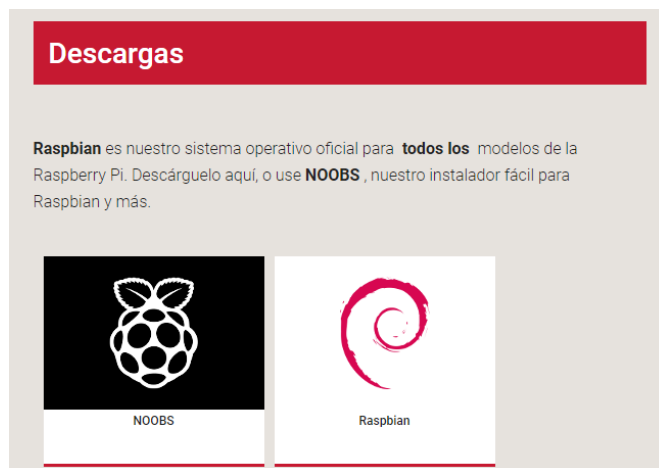 Descargas
Raspbian es nuestro sistema operativo oficial para todos los modelos de la
Raspberry Pi. Descárguelo aquí, o use NOOBS , nuestro instalador fácil para
Raspbian y más.
NOOBS
Raspbian